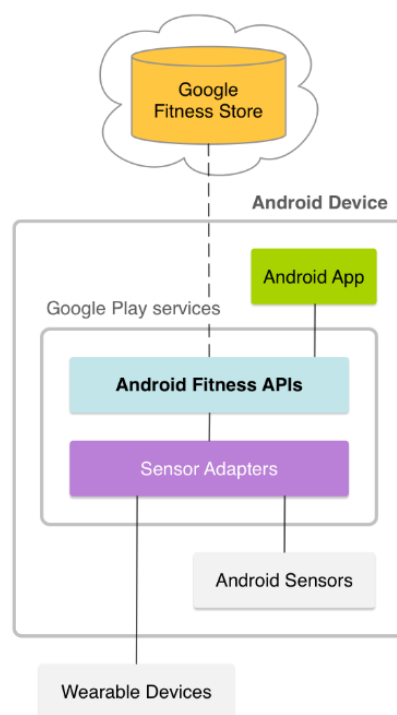 Google
Fitness Store
Android Device
Android App
Google Play services
Android Fitness APIs
Sensor Adapters
Android Sensors
Wearable Devices